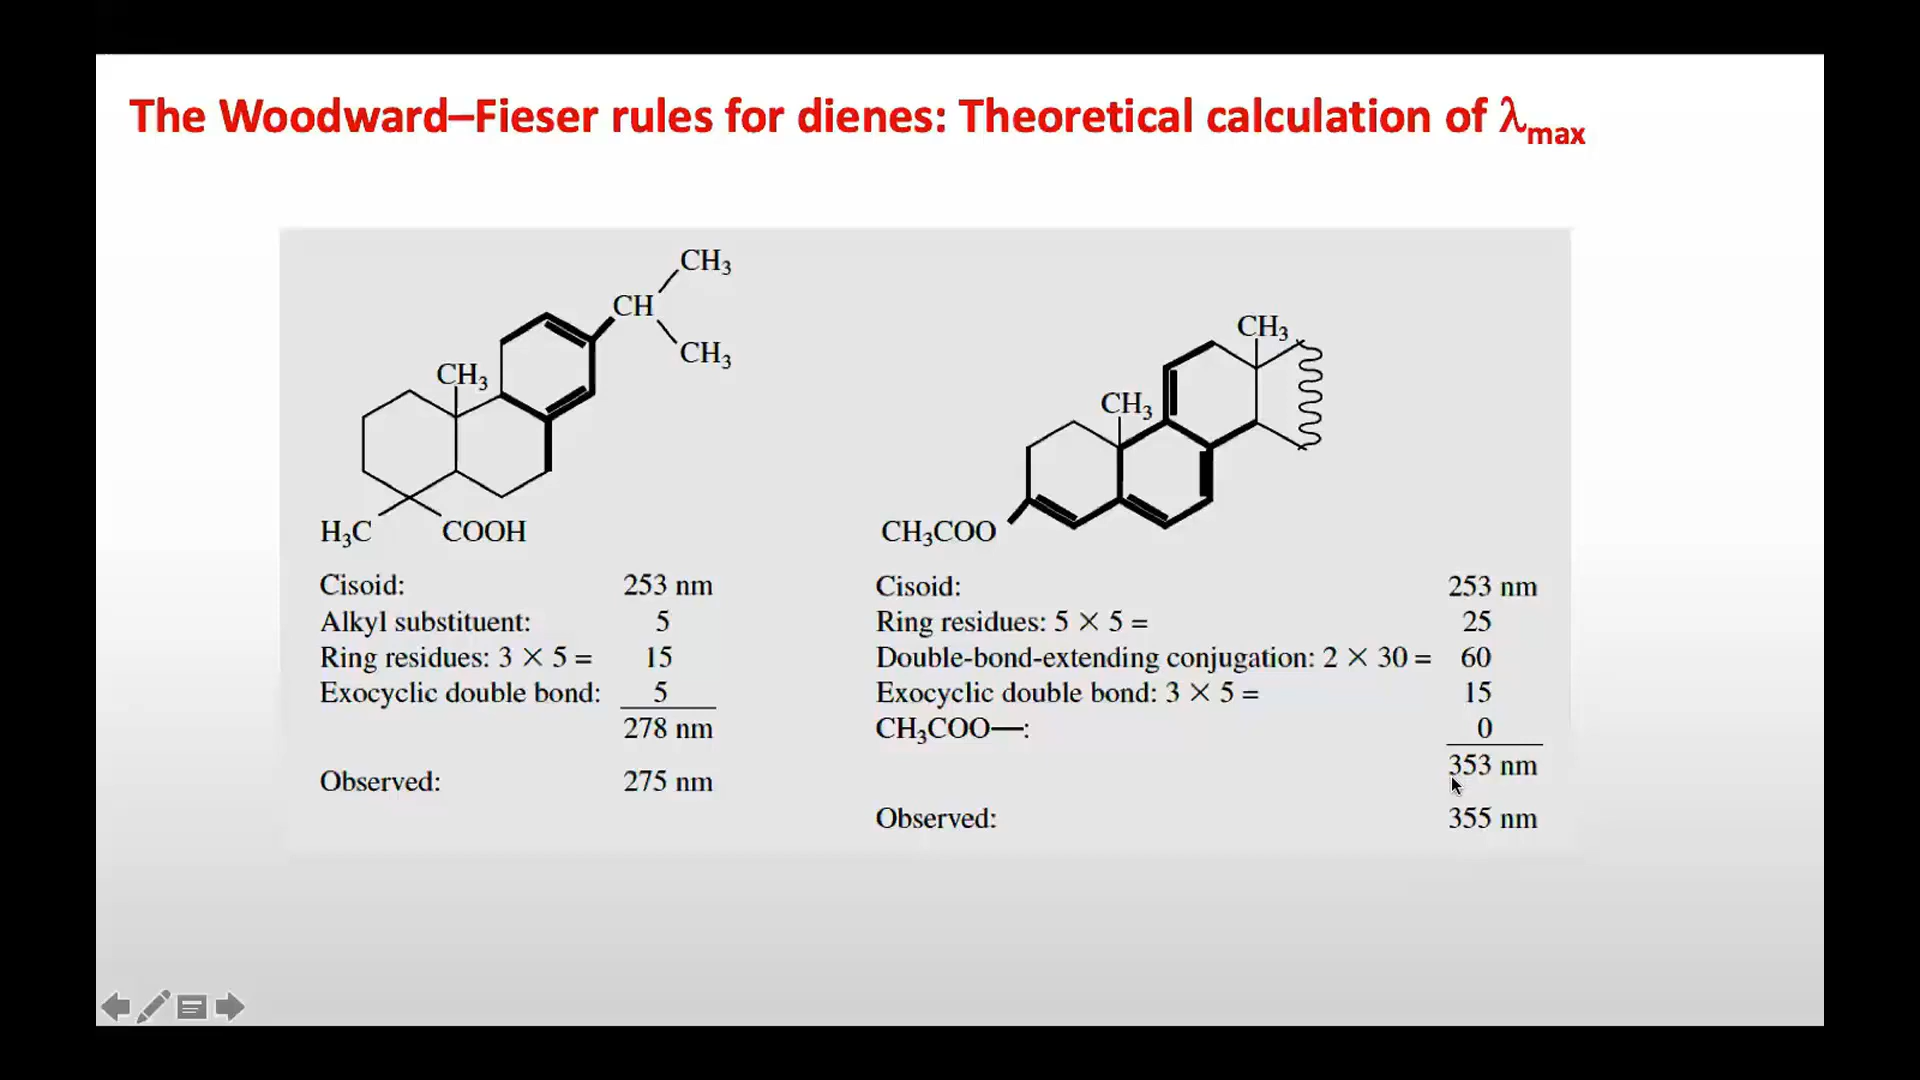 The Woodward–Fieser rules for dienes: Theoretical calculation of λmax
CH3
CH
CH3
CH3
H3C
COOH
Cisoid: 253 nm
Alkyl substituent: 5
Ring residues: 3 × 5 = 15
Exocyclic double bond: 5
278 nm
Observed: 275 nm
CH3
CH3
CH3COO
Cisoid: 253 nm
Ring residues: 5 × 5 = 25
Double-bond-extending conjugation: 2 × 30 = 60
Exocyclic double bond: 3 × 5 = 15
CH3COO—: 0
353 nm
Observed: 355 nm